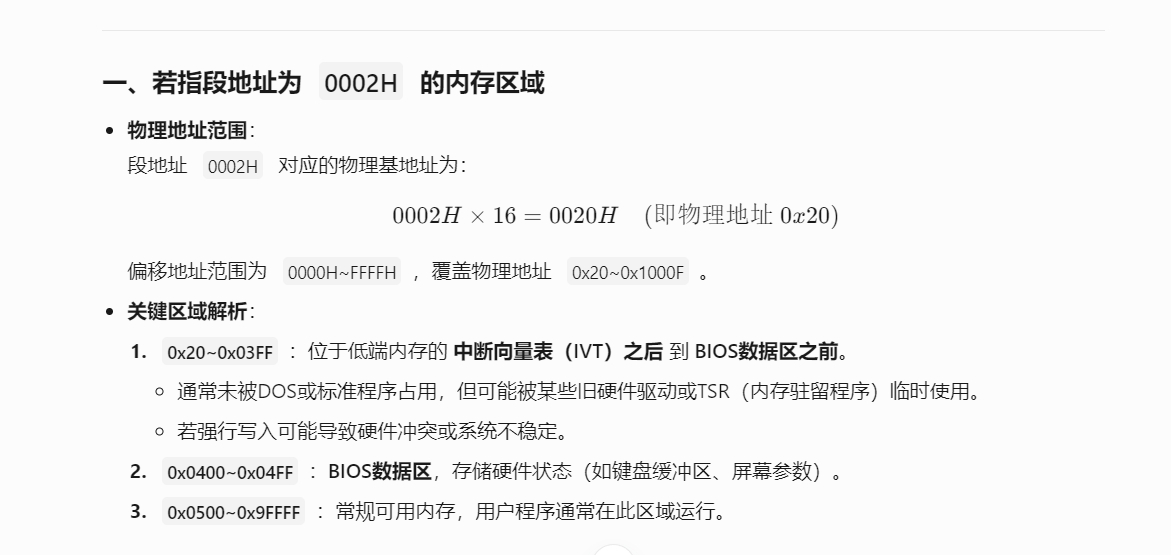 一、若指段地址为 0002H 的内存区域
• 物理地址范围：
段地址 0002H 对应的物理基地址为：
0002H × 16 = 0020H (即物理地址 0x20)
偏移地址范围为 0000H~FFFFH ，覆盖物理地址 0x20~0x1000F 。
• 关键区域解析：
1. 0x20~0x03FF ：位于低端内存的 中断向量表（IVT）之后 到 BIOS数据区之前。
○ 通常未被DOS或标准程序占用，但可能被某些旧硬件驱动或TSR（内存驻留程序）临时使用。
○ 若强行写入可能导致硬件冲突或系统不稳定。
2. 0x0400~0x04FF ：BIOS数据区，存储硬件状态（如键盘缓冲区、屏幕参数）。
3. 0x0500~0x9FFFF ：常规可用内存，用户程序通常在此区域运行。